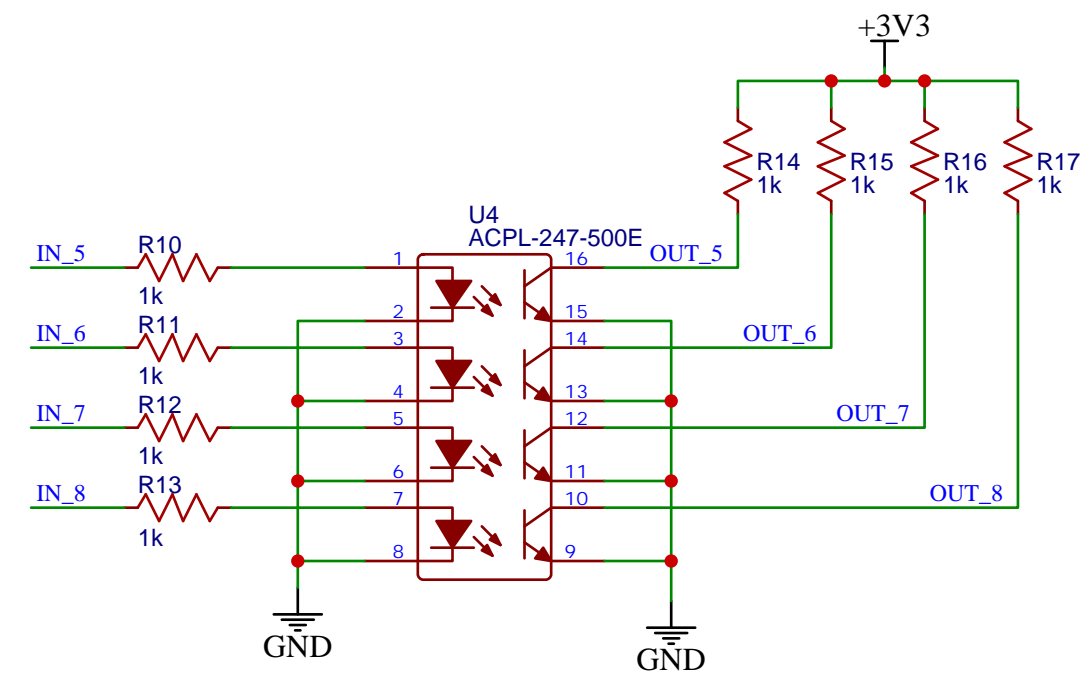 +3V3
R14
1k
R15
1k
R16
1k
R17
1k
U4
ACPL-247-500E
IN_5
R10
1k
1
16
OUT_5
2
15
IN_6
R11
1k
3
14
OUT_6
4
13
IN_7
R12
1k
5
12
OUT_7
6
11
IN_8
R13
1k
7
10
OUT_8
8
9
GND
GND